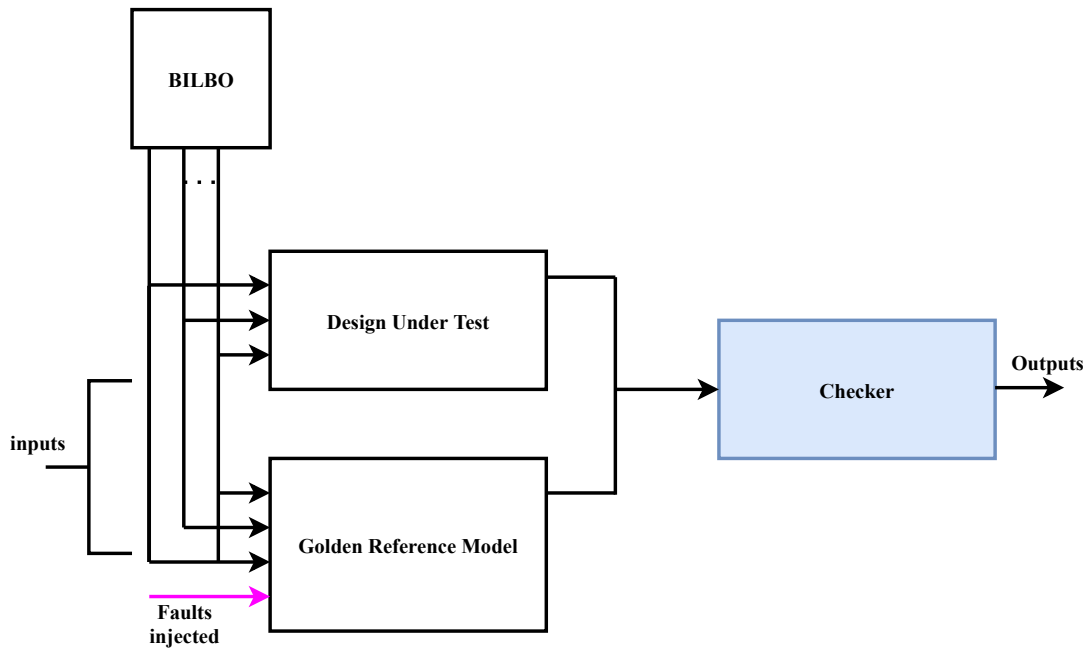 BILBO
. . .
Design Under Test
Outputs
Checker
inputs
Golden Reference Model
Faults
injected